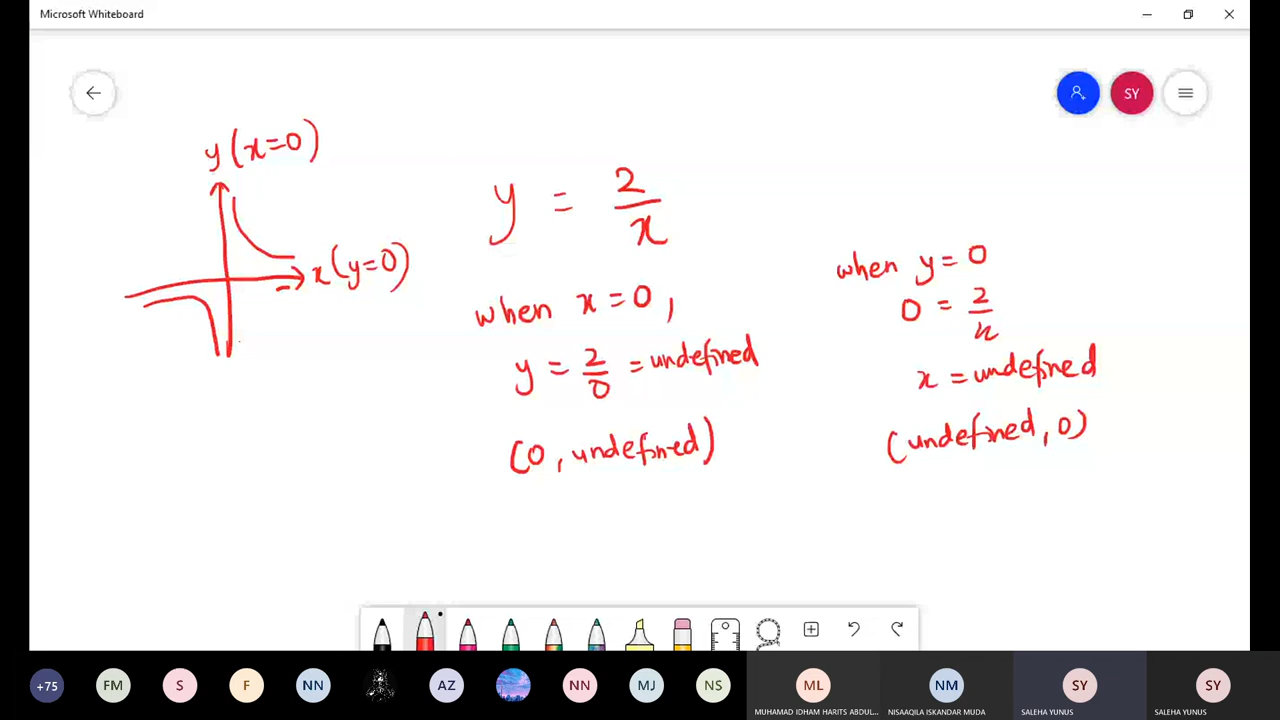 Microsoft Whiteboard
SY
y (x=0)
x (y=0)
y = 2/x
when x = 0,
y = 2/0 = undefined
(0, undefined)
when y = 0
0 = 2/x
x = undefined
(undefined, 0)
+75
FM
S
F
NN
AZ
NN
MJ
NS
ML
MUHAMAD IDHAM HARITS ABDUL...
NM
NISAAQILA ISKANDAR MUDA
SY
SALEHA YUNUS
SY
SALEHA YUNUS